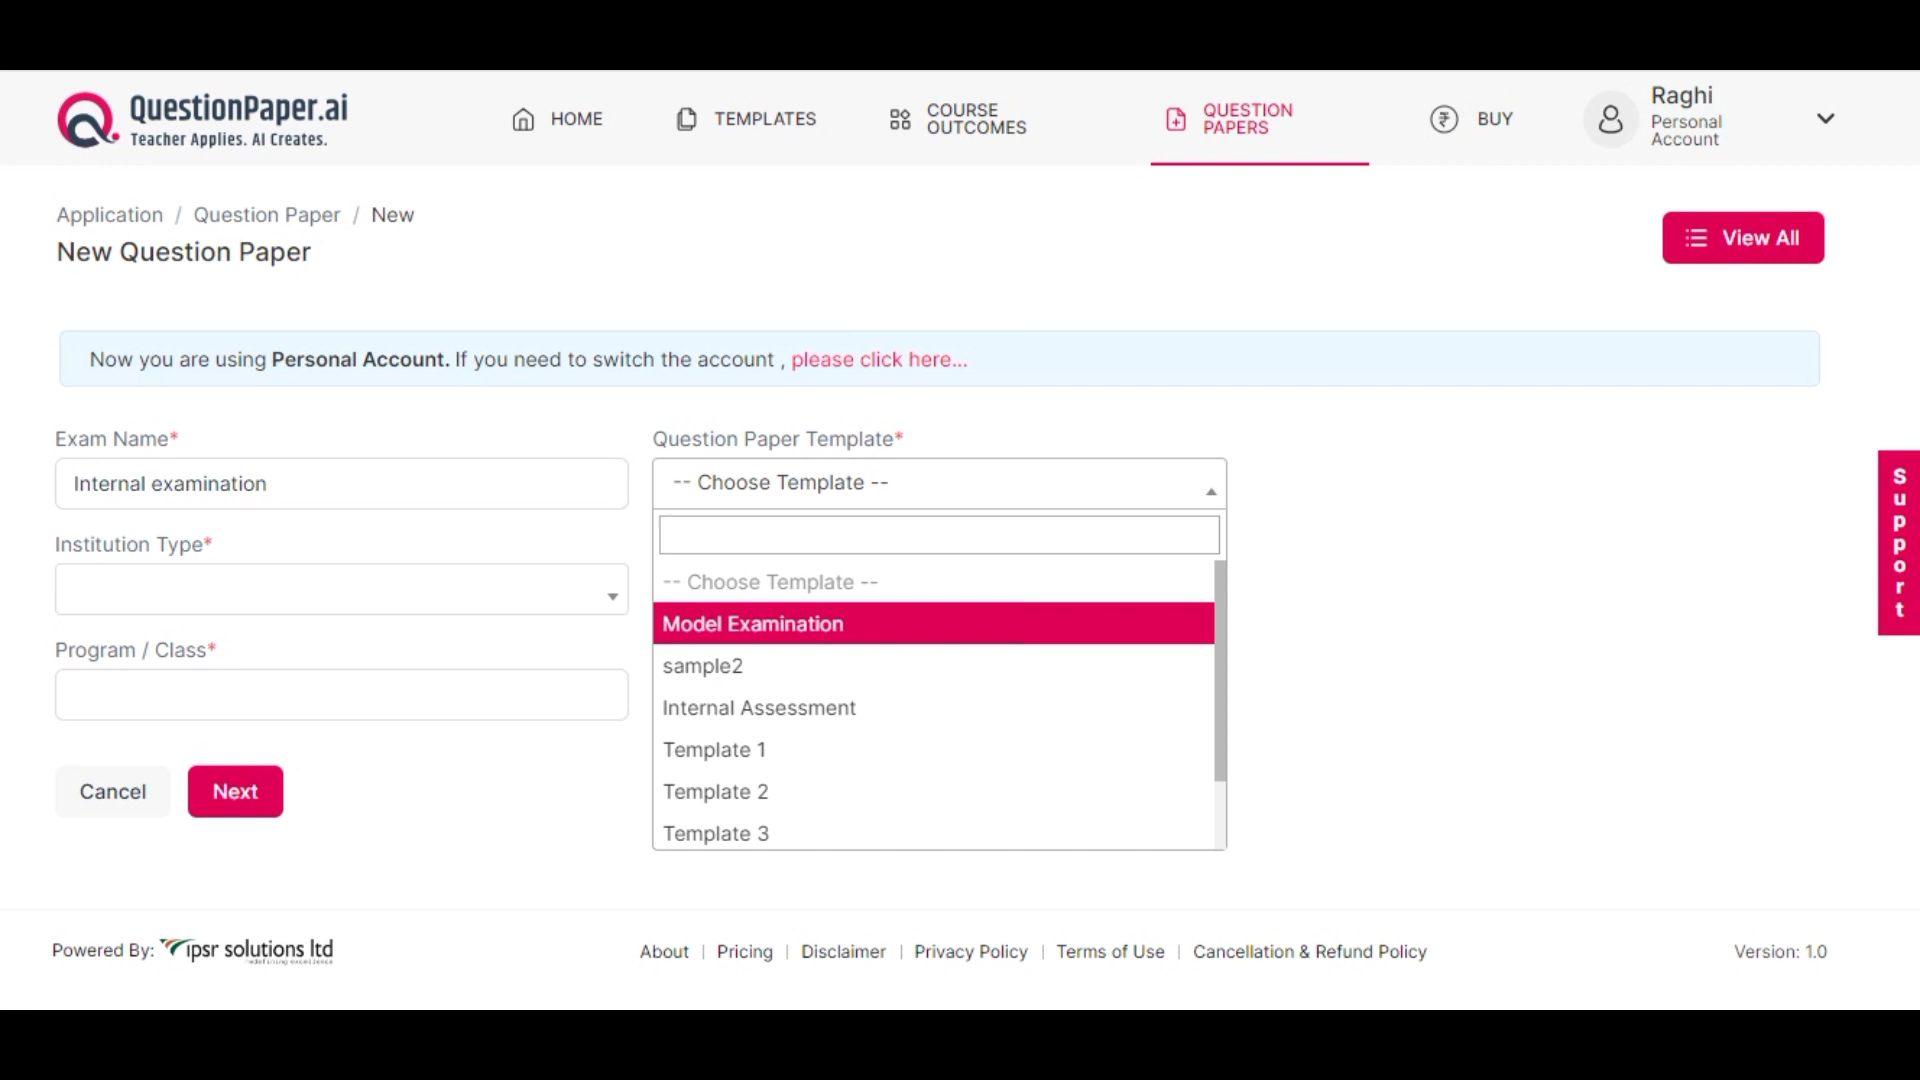 QuestionPaper.ai
Teacher Applies. AI Creates.
HOME
TEMPLATES
COURSE
OUTCOMES
QUESTION
PAPERS
BUY
Raghi
Personal
Account
Application / Question Paper / New
New Question Paper
View All
Now you are using Personal Account. If you need to switch the account , please click here...
Exam Name*
Internal examination
Question Paper Template*
-- Choose Template --
Institution Type*
-- Choose Template --
Model Examination
Program / Class*
sample2
Internal Assessment
Template 1
Template 2
Template 3
Cancel
Next
Support
Powered By: ipsr solutions ltd
redefining excellence
About | Pricing | Disclaimer | Privacy Policy | Terms of Use | Cancellation & Refund Policy
Version: 1.0